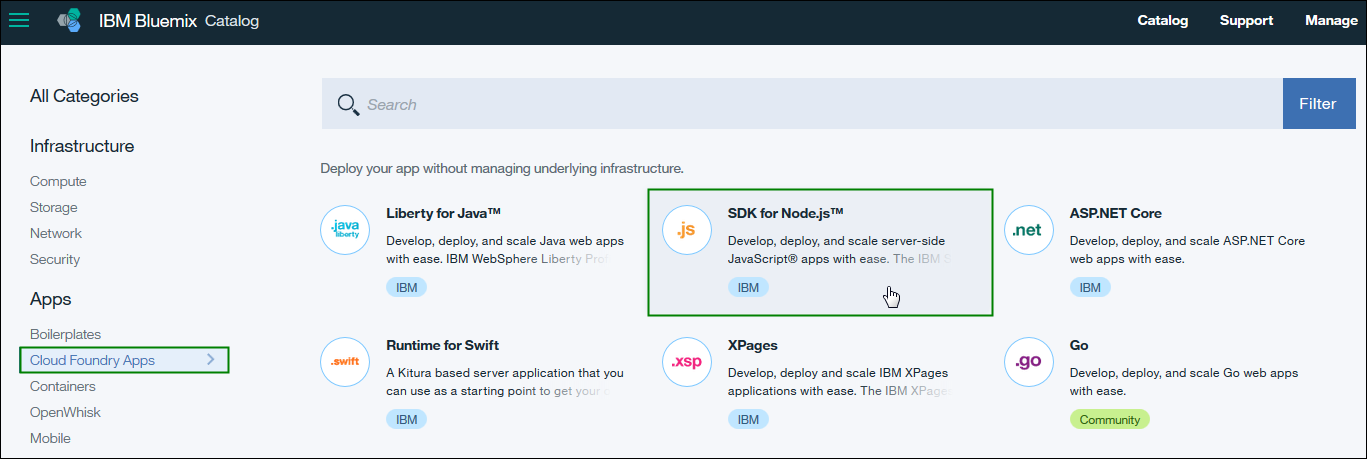 IBM Bluemix Catalog
Catalog Support Manage
All Categories
Infrastructure
Compute
Storage
Network
Security
Apps
Boilerplates
Cloud Foundry Apps
Containers
OpenWhisk
Mobile
Search
Filter
Deploy your app without managing underlying infrastructure.
.java
liberty
Liberty for Java™
Develop, deploy, and scale Java web apps
with ease. IBM WebSphere Liberty
IBM
.js
SDK for Node.js™
Develop, deploy, and scale server-side
JavaScript® apps with ease. The IBM
IBM
.net
ASP.NET Core
Develop, deploy, and scale ASP.NET Core
web apps with ease.
IBM
.swift
Runtime for Swift
A Kitura based server application that you
can use as a starting point to get your
IBM
.xsp
XPages
Develop, deploy, and scale IBM XPages
applications with ease. The IBM XPage
IBM
.go
Go
Develop, deploy, and scale Go web apps
with ease.
Community